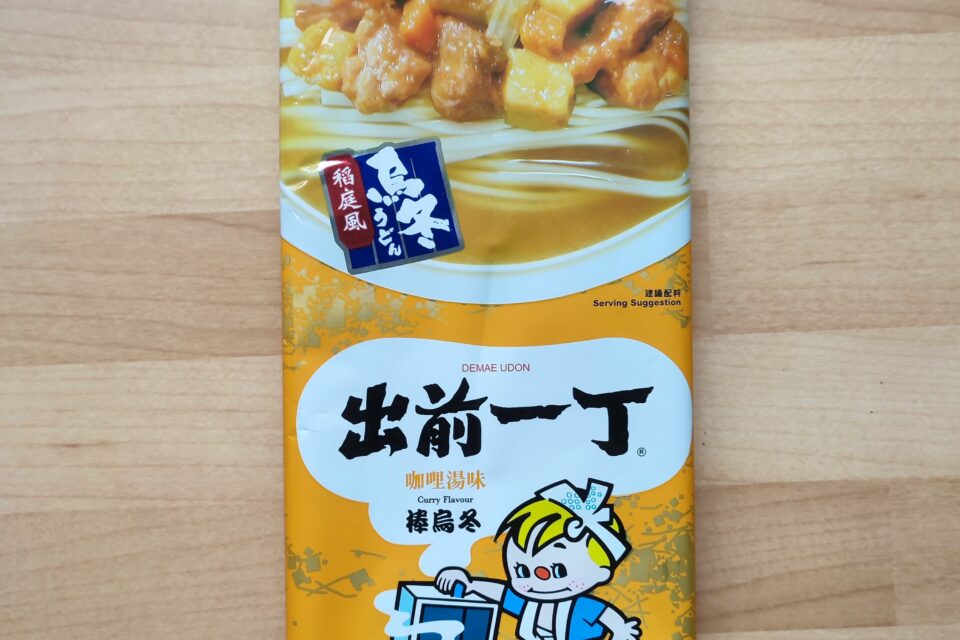 稻庭風
烏冬
うどん
建議配料
Serving Suggestion
DEMAE UDON
出前一丁®
咖哩湯味
Curry Flavour
棒烏冬